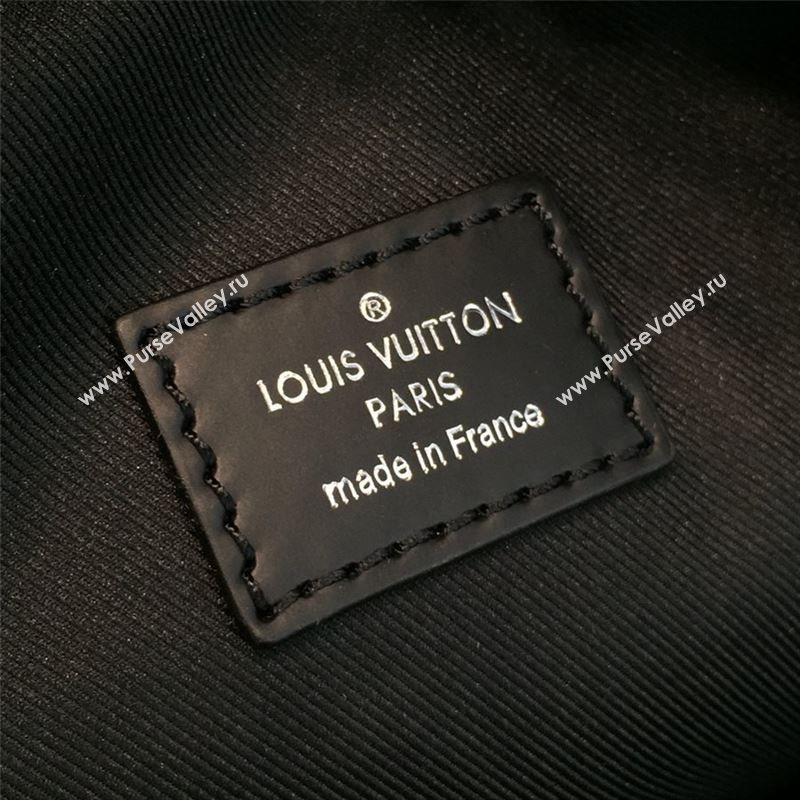 ®
LOUIS VUITTON
PARIS
made in France
www.PurseValley.ru
www.PurseValley.ru